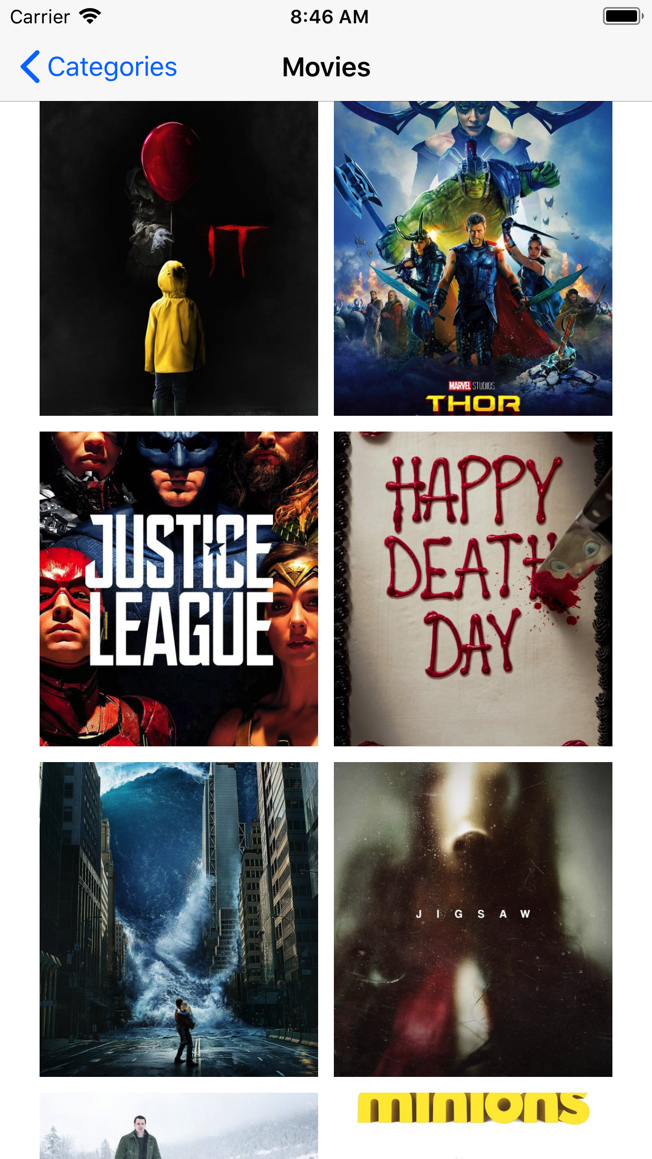 Carrier 8:46 AM
Categories Movies
IT
MARVEL STUDIOS
THOR
JUSTICE
LEAGUE
HAPPY
DEATH
DAY
JIGSAW
minions